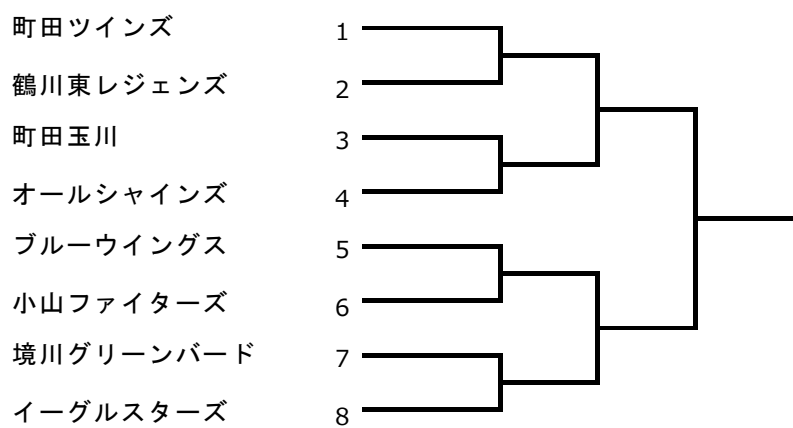 町田ツインズ 1
鶴川東レジェンズ 2
町田玉川 3
オールシャインズ 4
ブルーウイングス 5
小山ファイターズ 6
境川グリーンバード 7
イーグルスターズ 8